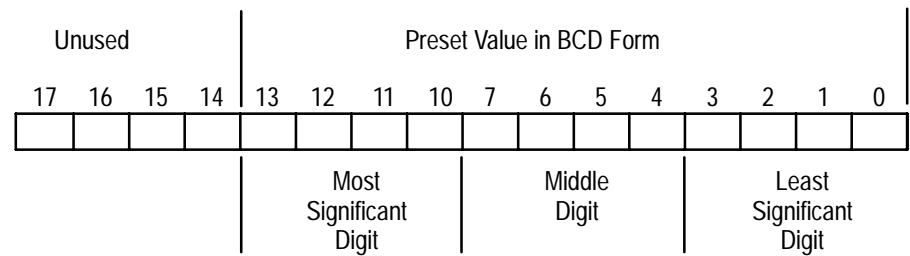 Unused Preset Value in BCD Form
17 16 15 14 13 12 11 10 7 6 5 4 3 2 1 0
Most Significant Digit
Middle Digit
Least Significant Digit